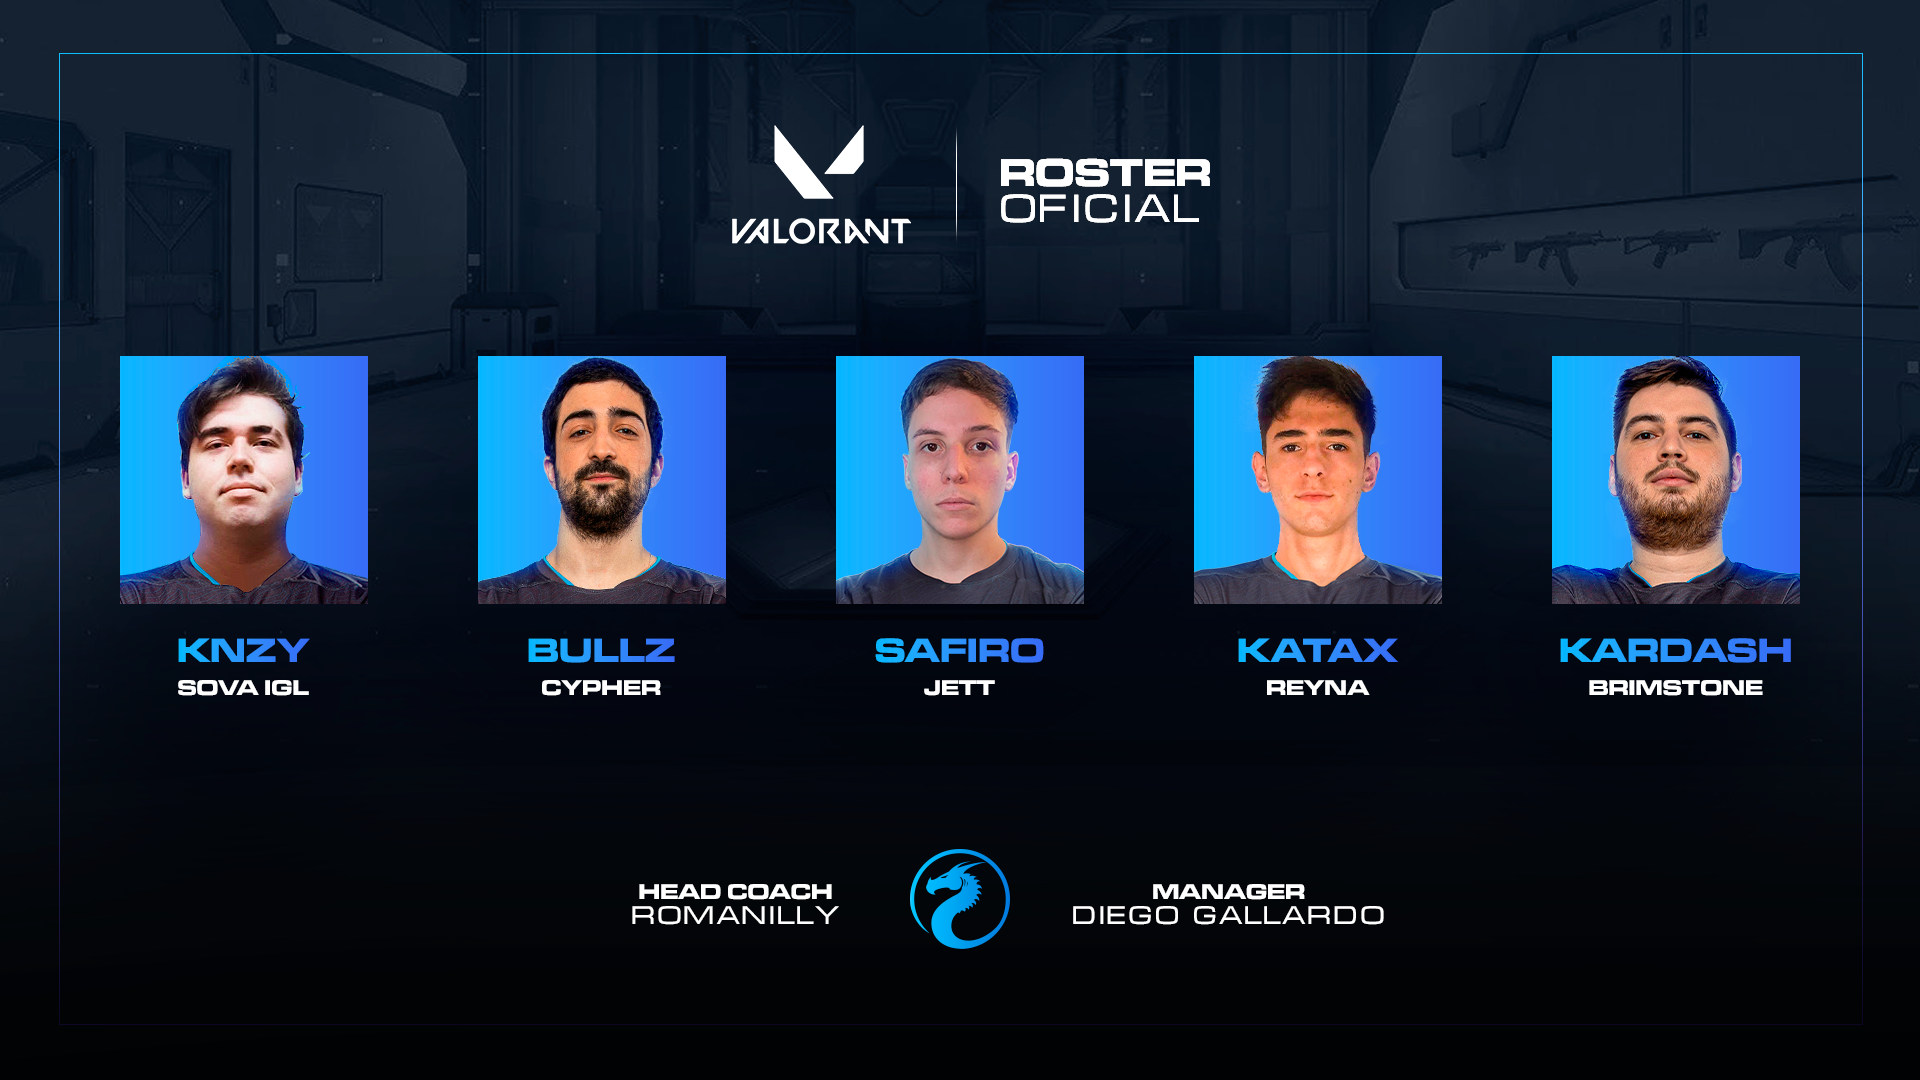 VALORANT
ROSTER
OFICIAL
KNZY
SOVA IGL
BULLZ
CYPHER
SAFIRO
JETT
KATAX
REYNA
KARDASH
BRIMSTONE
HEAD COACH
ROMANILLY
MANAGER
DIEGO GALLARDO